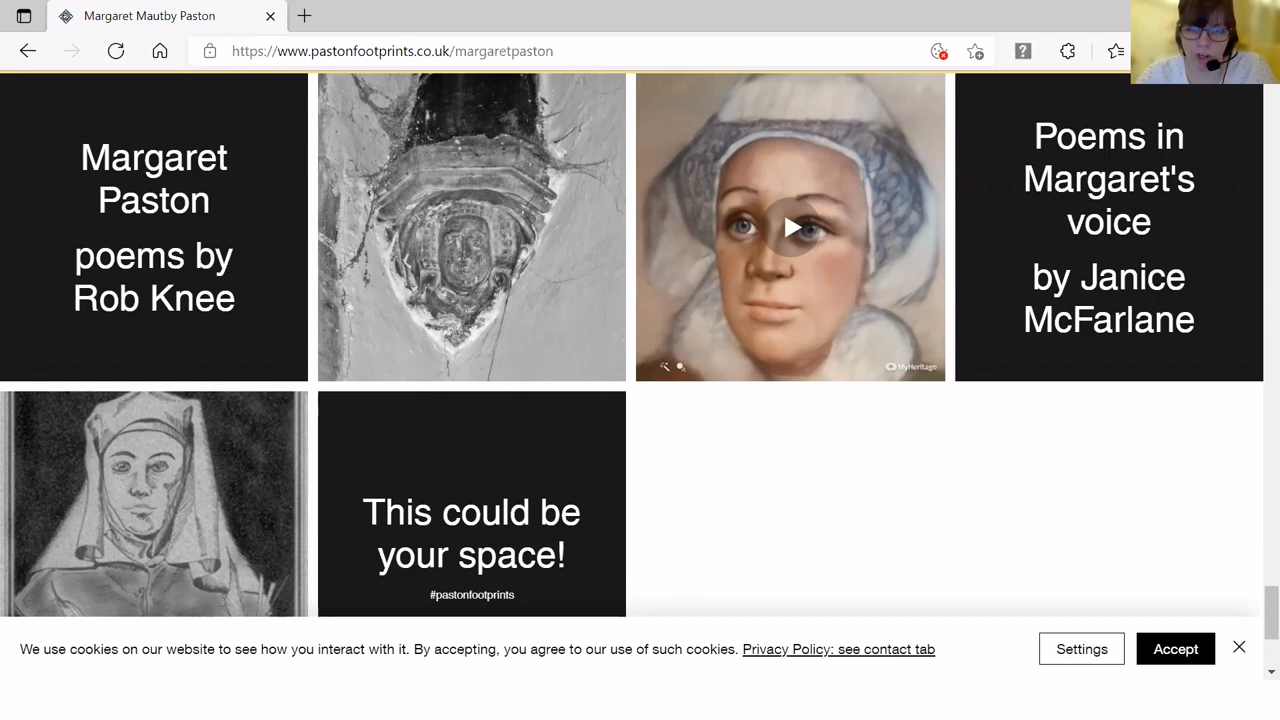 Margaret Mautby Paston
https://www.pastonfootprints.co.uk/margaretpaston
Margaret
Paston
poems by
Rob Knee
MyHeritage
Poems in
Margaret's
voice
by Janice
McFarlane
This could be
your space!
#pastonfootprints
We use cookies on our website to see how you interact with it. By accepting, you agree to our use of such cookies. Privacy Policy: see contact tab
Settings
Accept